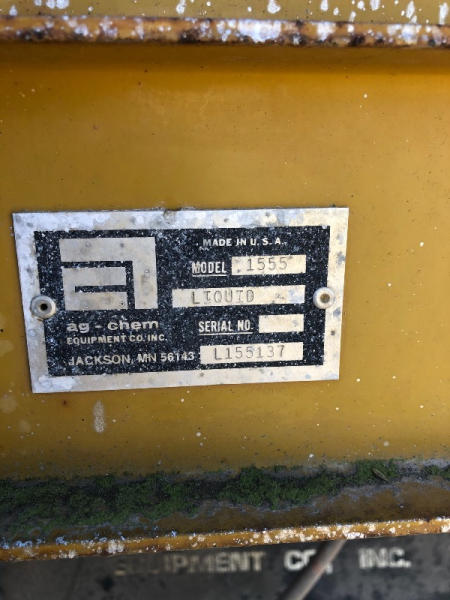 MADE IN U.S.A.
MODEL 1555
LIQUID
ag-chem
EQUIPMENT CO. INC.
SERIAL NO.
JACKSON, MN 56143 L155137
EQUIPMENT CO., INC.